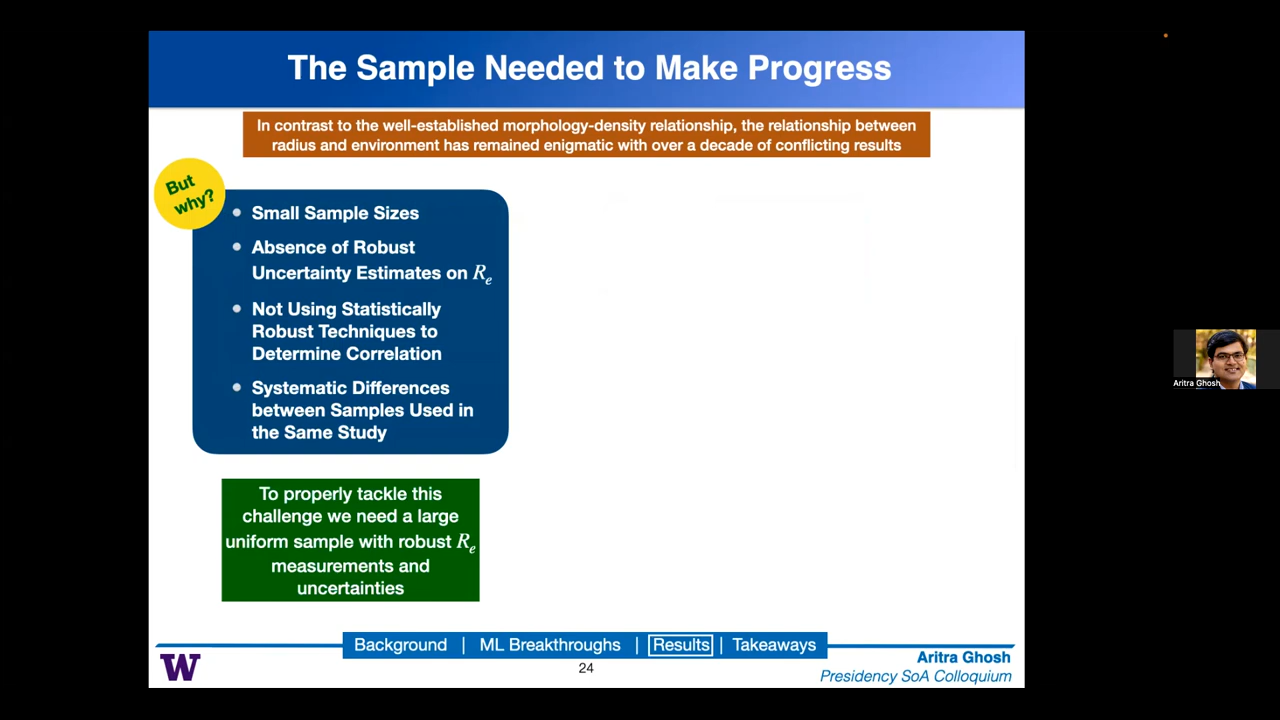 The Sample Needed to Make Progress
In contrast to the well-established morphology-density relationship, the relationship between
radius and environment has remained enigmatic with over a decade of conflicting results
But
why?
• Small Sample Sizes
• Absence of Robust
Uncertainty Estimates on Re
• Not Using Statistically
Robust Techniques to
Determine Correlation
• Systematic Differences
between Samples Used in
the Same Study
To properly tackle this
challenge we need a large
uniform sample with robust Re
measurements and
uncertainties
Background | ML Breakthroughs | Results | Takeaways
W
24
Aritra Ghosh
Presidency SoA Colloquium
Aritra Ghosh